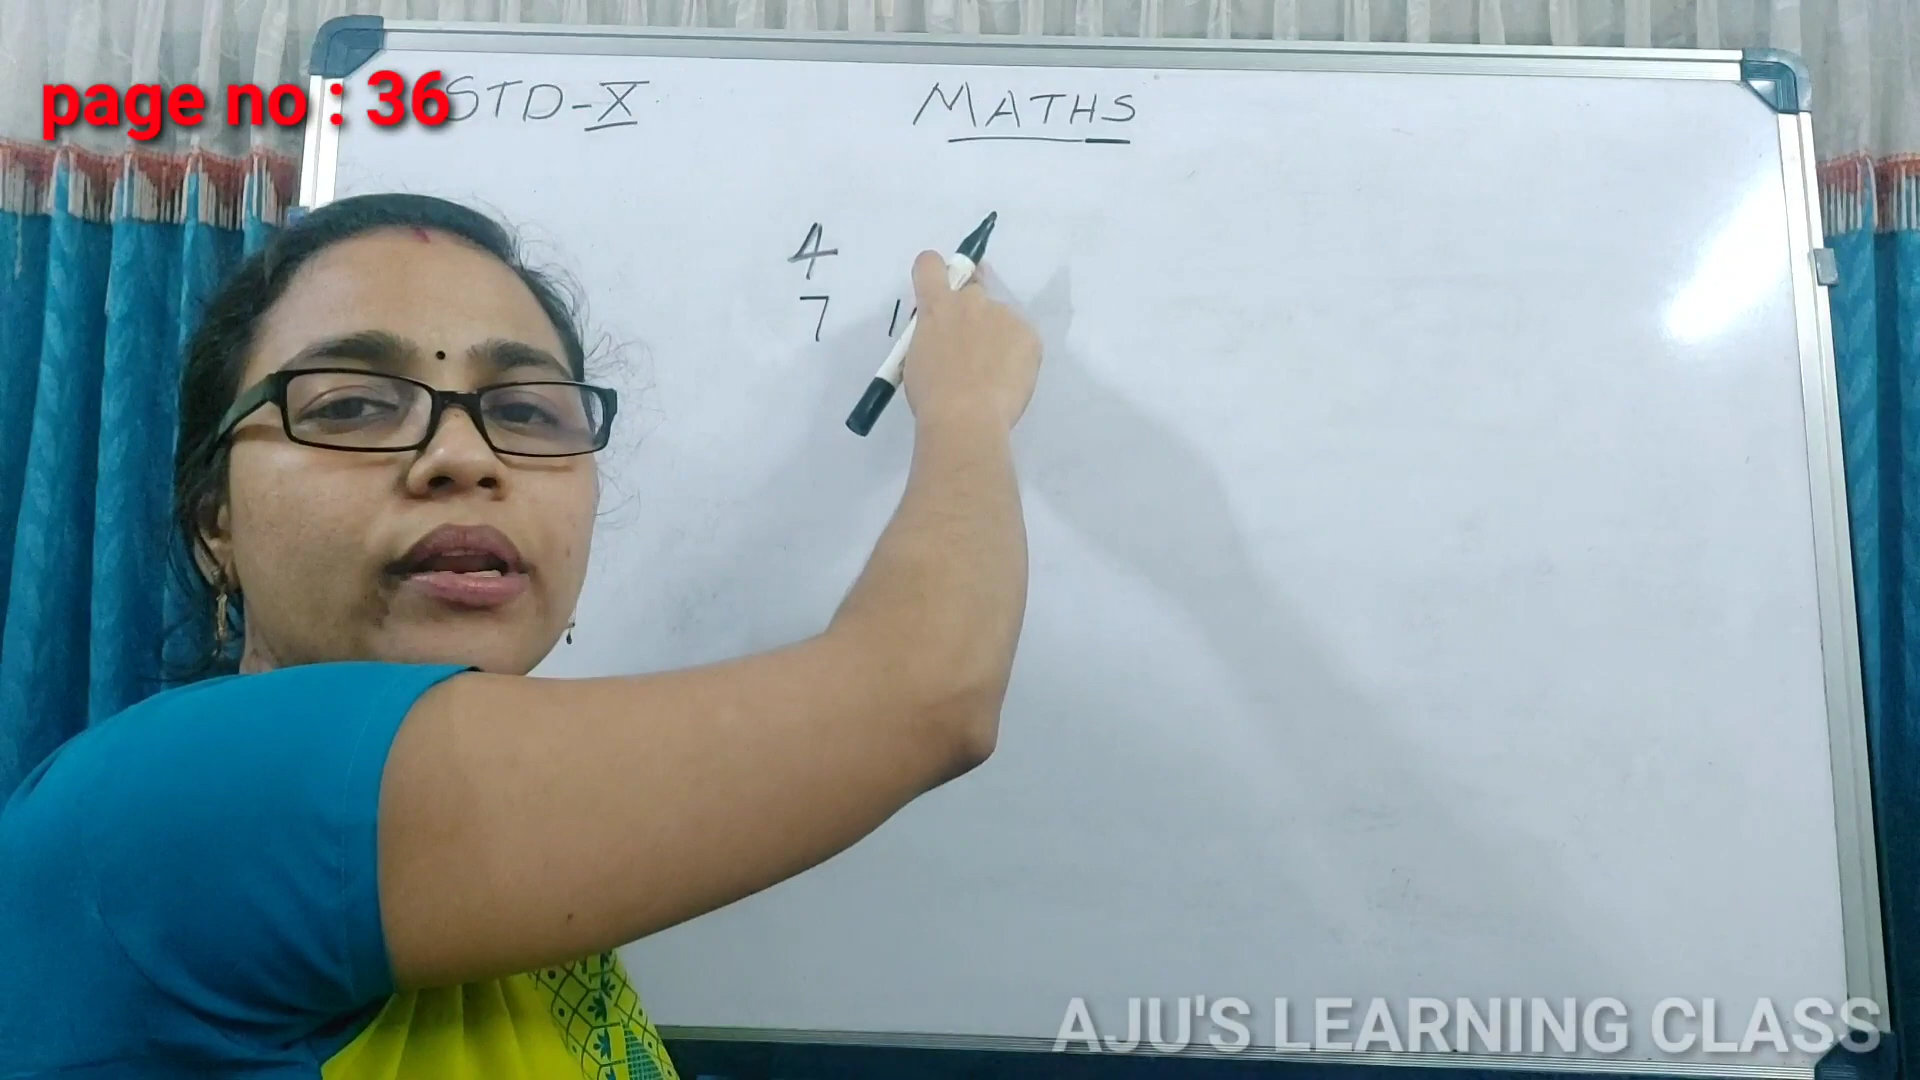 page no : 36
STD-X
MATHS
4
7
AJU'S LEARNING CLASS